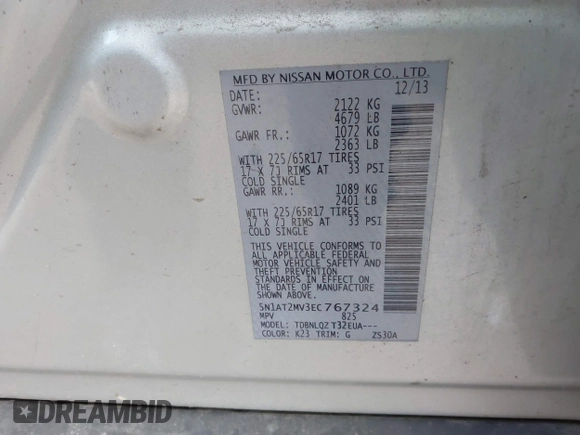 MFD BY NISSAN MOTOR CO., LTD.
DATE: 12/13
GVWR: 2122 KG
4679 LB
GAWR FR.: 1072 KG
2363 LB
WITH 225/65R17 TIRES
17 X 7J RIMS AT 33 PSI
COLD SINGLE
GAWR RR.: 1089 KG
2401 LB
WITH 225/65R17 TIRES
17 X 7J RIMS AT 33 PSI
COLD SINGLE
THIS VEHICLE CONFORMS TO
ALL APPLICABLE FEDERAL
MOTOR VEHICLE SAFETY AND
THEFT PREVENTION
STANDARDS IN EFFECT ON
THE DATE OF MANUFACTURE
SHOWN ABOVE.
5N1AT2MV3EC767324
MPV 825
MODEL: TDBNLQZ T32EUA---
COLOR: K23 TRIM: G ZS30A
DREAMBID